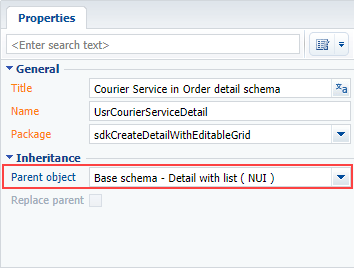 Properties
<Enter search text>
General
Title Courier Service in Order detail schema
Name UsrCourierServiceDetail
Package sdkCreateDetailWithEditableGrid
Inheritance
Parent object Base schema - Detail with list ( NUI )
Replace parent